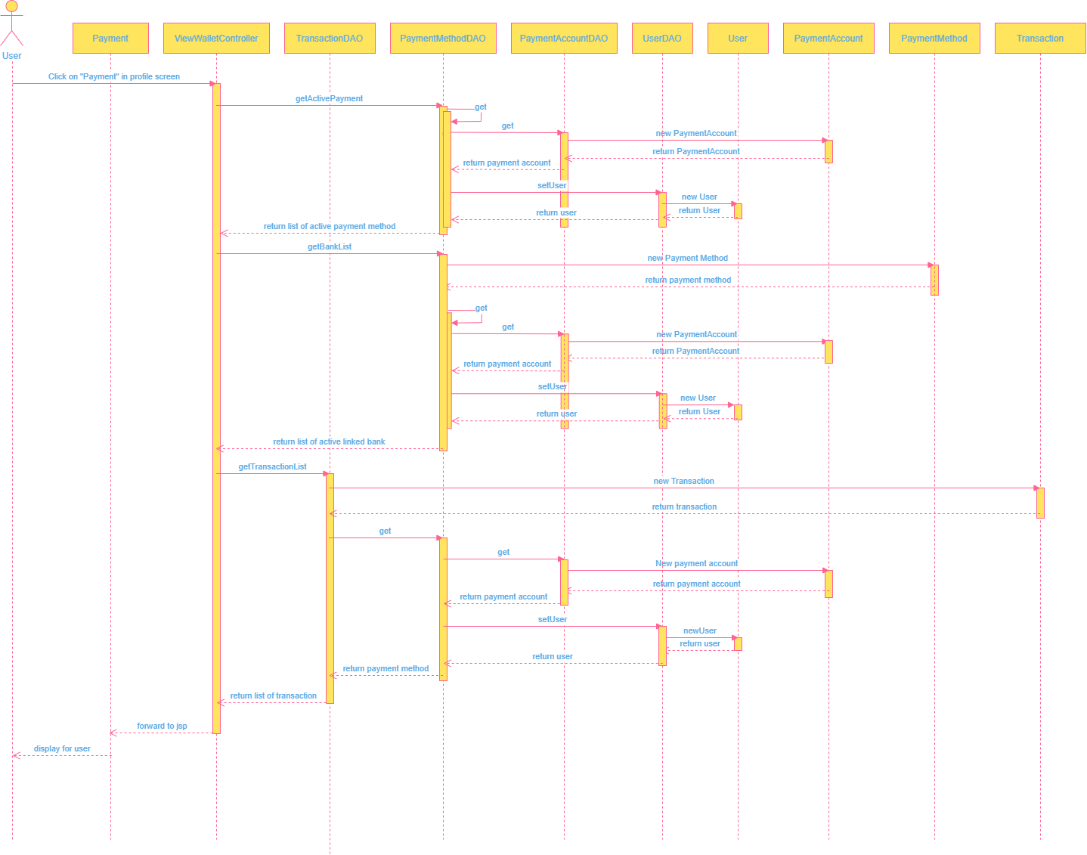 User
Payment
ViewWalletController
TransactionDAO
PaymentMethodDAO
PaymentAccountDAO
UserDAO
User
PaymentAccount
PaymentMethod
Transaction
Click on "Payment" in profile screen
getActivePayment
get
get
new PaymentAccount
return PaymentAccount
return payment account
setUser
new User
return User
return user
return list of active payment method
getBankList
new Payment Method
return payment method
get
get
new PaymentAccount
return PaymentAccount
return payment account
setUser
new User
return User
return user
return list of active linked bank
getTransactionList
new Transaction
return transaction
get
get
New payment account
return payment account
return payment account
setUser
newUser
return user
return user
return payment method
return list of transaction
forward to jsp
display for user